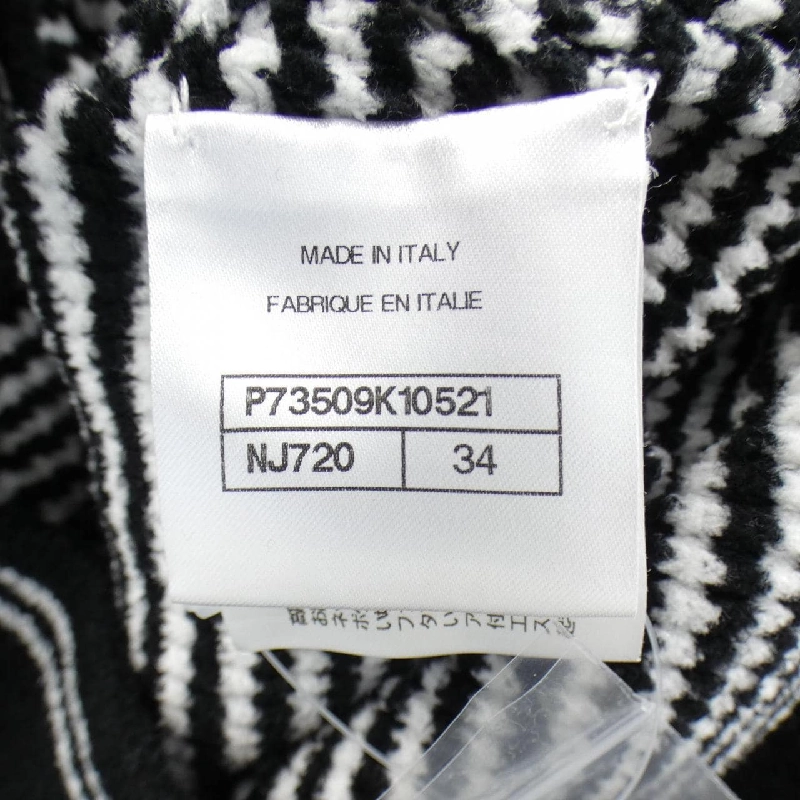 MADE IN ITALY
FABRIQUE EN ITALIE
P73509K10521
NJ720
34